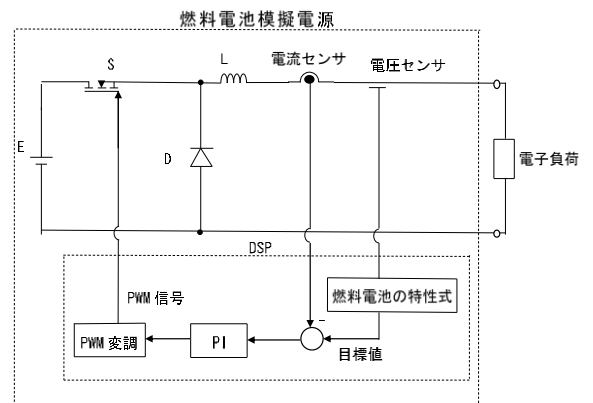 燃料電池模擬電源
S
L
電流センサ
電圧センサ
E
D
電子負荷
DSP
PWM 信号
燃料電池の特性式
−
PWM 変調
PI
目標値